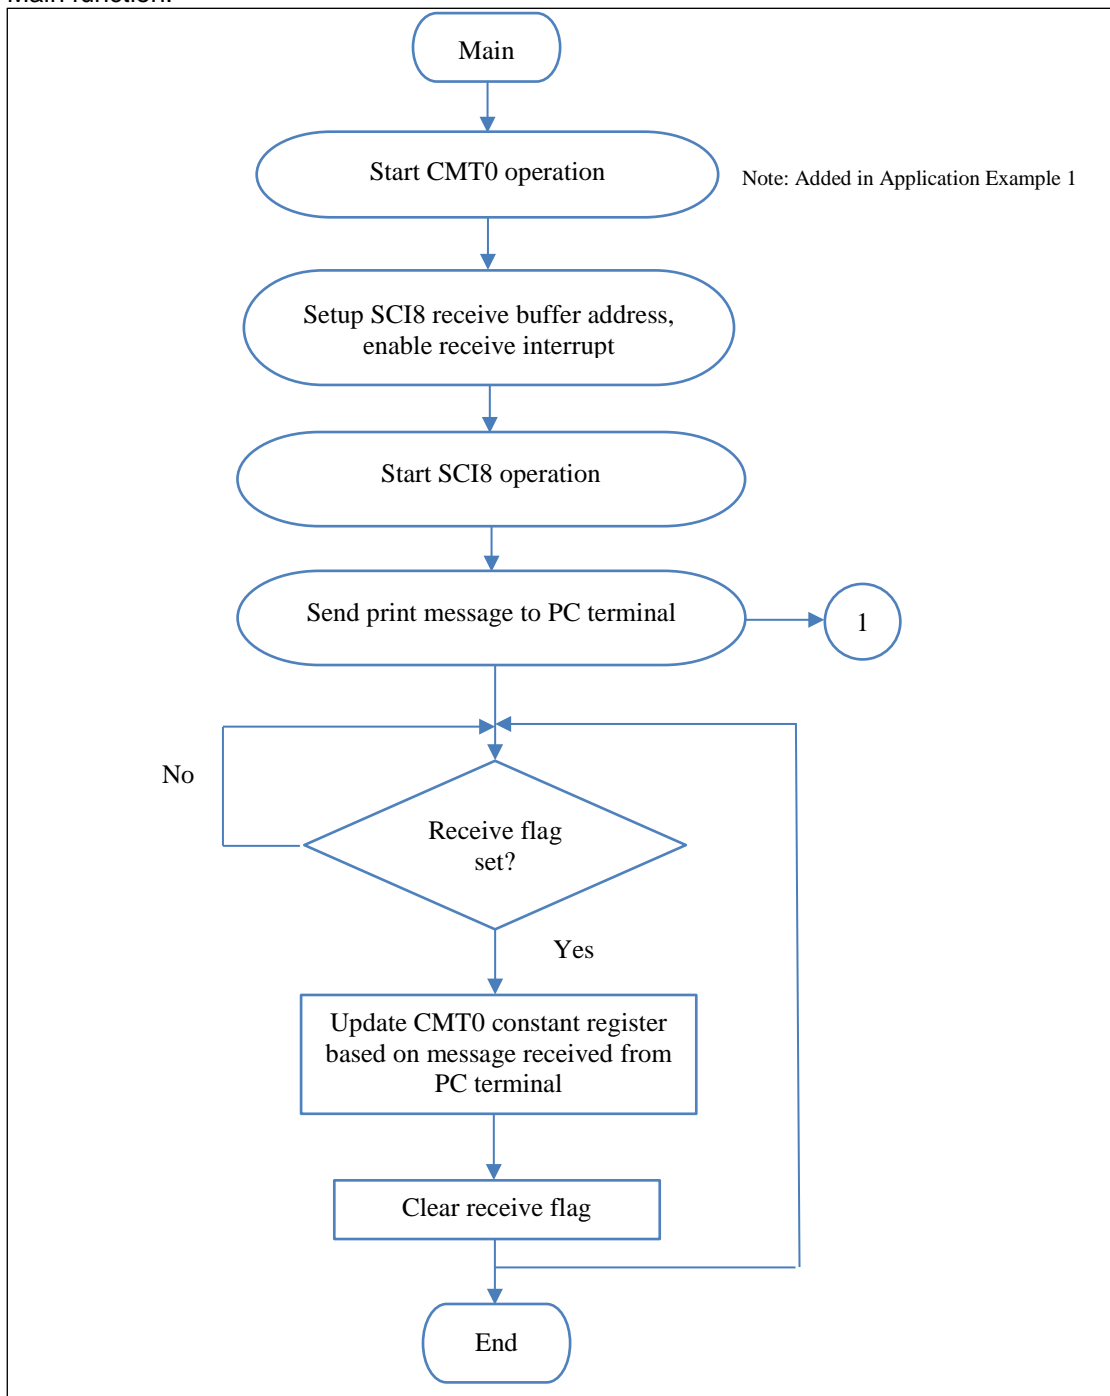 Main function:
Main
Start CMT0 operation
Note: Added in Application Example 1
Setup SCI8 receive buffer address,
enable receive interrupt
Start SCI8 operation
Send print message to PC terminal
1
No
Receive flag
set?
Yes
Update CMT0 constant register
based on message received from
PC terminal
Clear receive flag
End